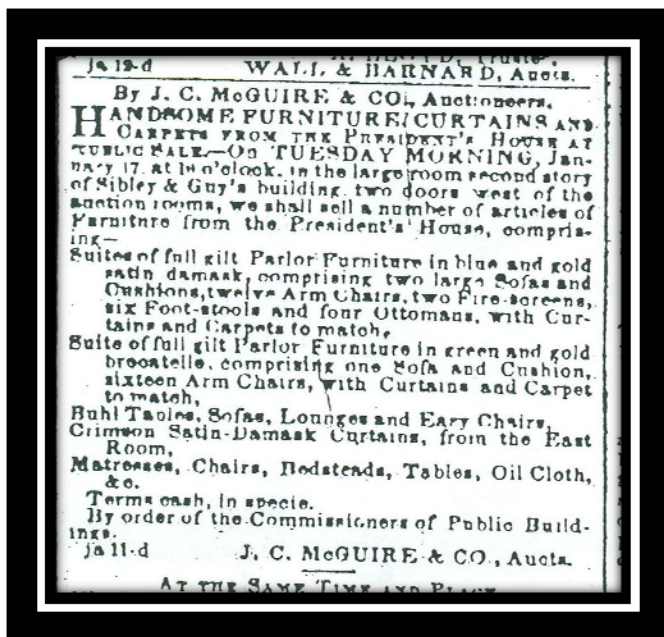 ja 12-d WALL & BARNARD, Aucts.
By J. C. McGUIRE & CO., Auctioneers.
HANDSOME FURNITURE, CURTAINS AND
CARPETS FROM THE PRESIDENT'S HOUSE AT
PUBLIC SALE.—On TUESDAY MORNING, Jan-
uary 17, at 10 o'clock, in the large room second story
of Sibley & Guy's building, two doors west of the
auction rooms, we shall sell a number of articles of
Furniture from the President's House, compris-
ing—
Suites of full gilt Parlor Furniture in blue and gold
satin damask, comprising two large Sofas and
Cushions, twelve Arm Chairs, two Fire-screens,
six Foot-stools and four Ottomans, with Cur-
tains and Carpets to match,
Suite of full gilt Parlor Furniture in green and gold
brocatelle, comprising one Sofa and Cushion,
sixteen Arm Chairs, with Curtains and Carpet
to match,
Buhl Tables, Sofas, Lounges and Easy Chairs,
Crimson Satin-Damask Curtains, from the East
Room,
Matresses, Chairs, Bedsteads, Tables, Oil Cloth,
&c.
Terms cash, in specie.
By order of the Commissioners of Public Build-
ings.
ja 11-d J. C. McGUIRE & CO., Aucts.
AT THE SAME TIME AND PLACE